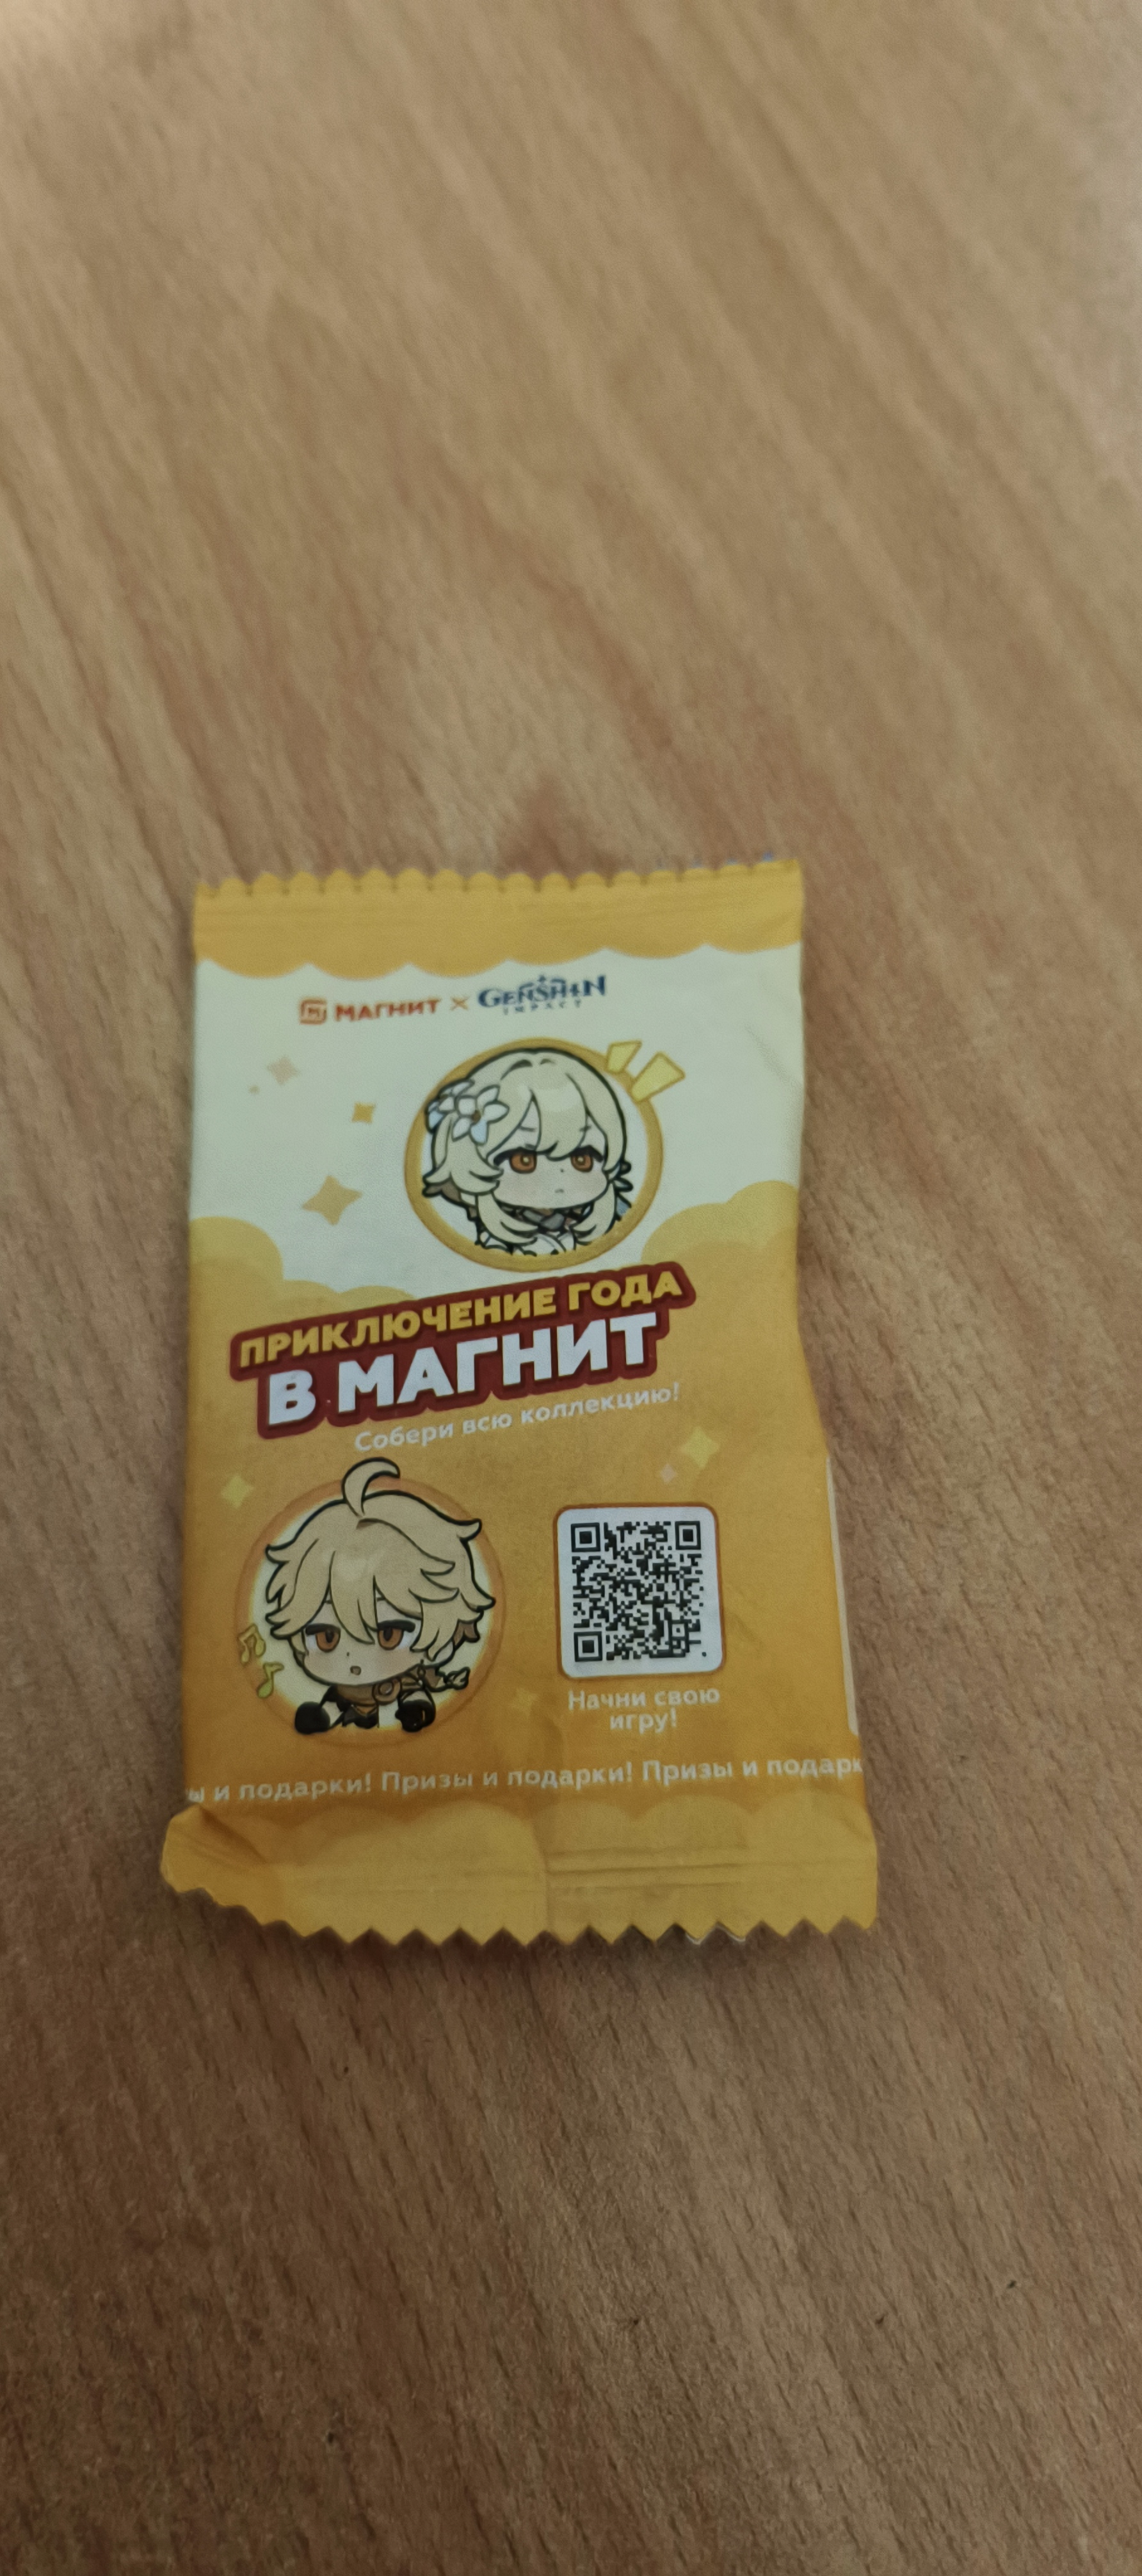 МАГНИТ × GENSHIN
IMPACT
ПРИКЛЮЧЕНИЕ ГОДА
В МАГНИТ
Собери всю коллекцию!
Начни свою
игру!
ы и подарки! Призы и подарки! Призы и подарк